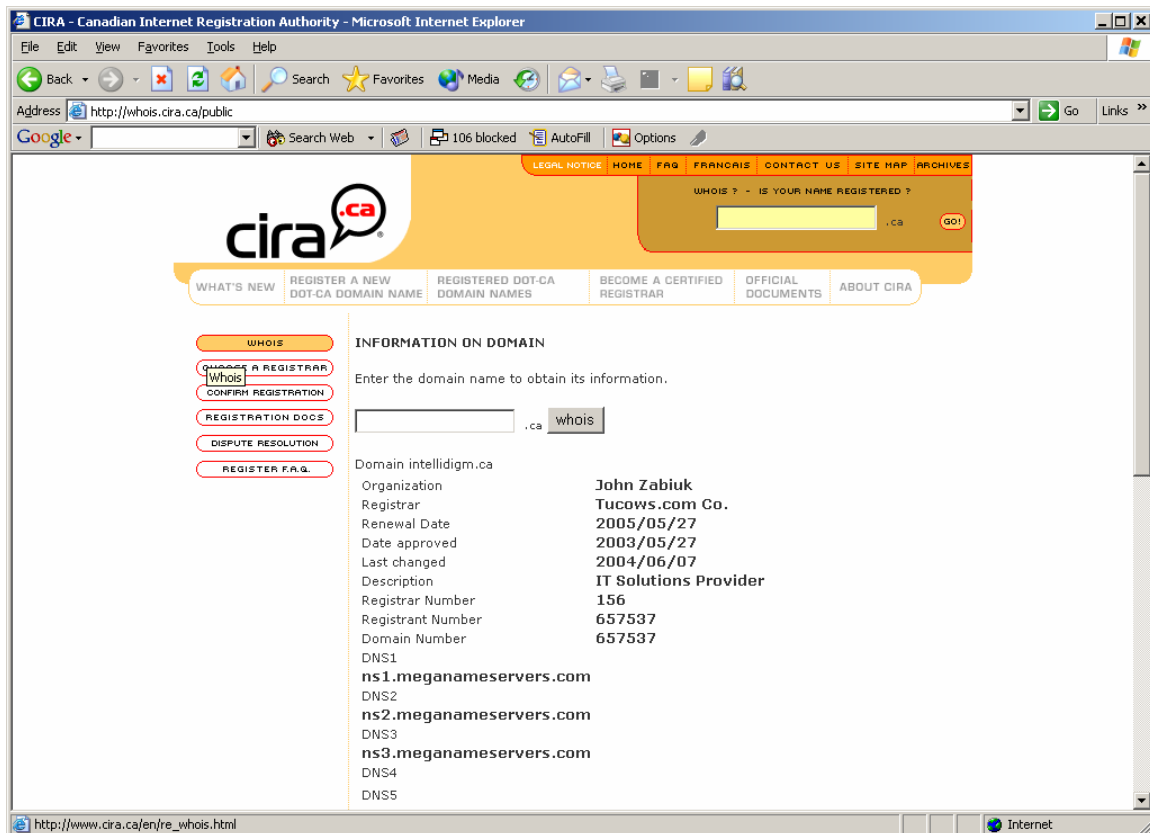 CIRA - Canadian Internet Registration Authority - Microsoft Internet Explorer
File Edit View Favorites Tools Help
Back Search Favorites Media
Address http://whois.cira.ca/public Go Links »
Google Search Web 106 blocked AutoFill Options
LEGAL NOTICE HOME FAQ FRANCAIS CONTACT US SITE MAP ARCHIVES
WHOIS ? - IS YOUR NAME REGISTERED ?
.ca GO!
cira .ca ®
WHAT'S NEW
REGISTER A NEW
DOT-CA DOMAIN NAME
REGISTERED DOT-CA
DOMAIN NAMES
BECOME A CERTIFIED
REGISTRAR
OFFICIAL
DOCUMENTS
ABOUT CIRA
WHOIS
CHOOSE A REGISTRAR
Whois
CONFIRM REGISTRATION
REGISTRATION DOCS
DISPUTE RESOLUTION
REGISTER F.A.Q.
INFORMATION ON DOMAIN
Enter the domain name to obtain its information.
.ca whois
Domain intellidigm.ca
Organization John Zabiuk
Registrar Tucows.com Co.
Renewal Date 2005/05/27
Date approved 2003/05/27
Last changed 2004/06/07
Description IT Solutions Provider
Registrar Number 156
Registrant Number 657537
Domain Number 657537
DNS1
ns1.meganameservers.com
DNS2
ns2.meganameservers.com
DNS3
ns3.meganameservers.com
DNS4
DNS5
http://www.cira.ca/en/re_whois.html Internet